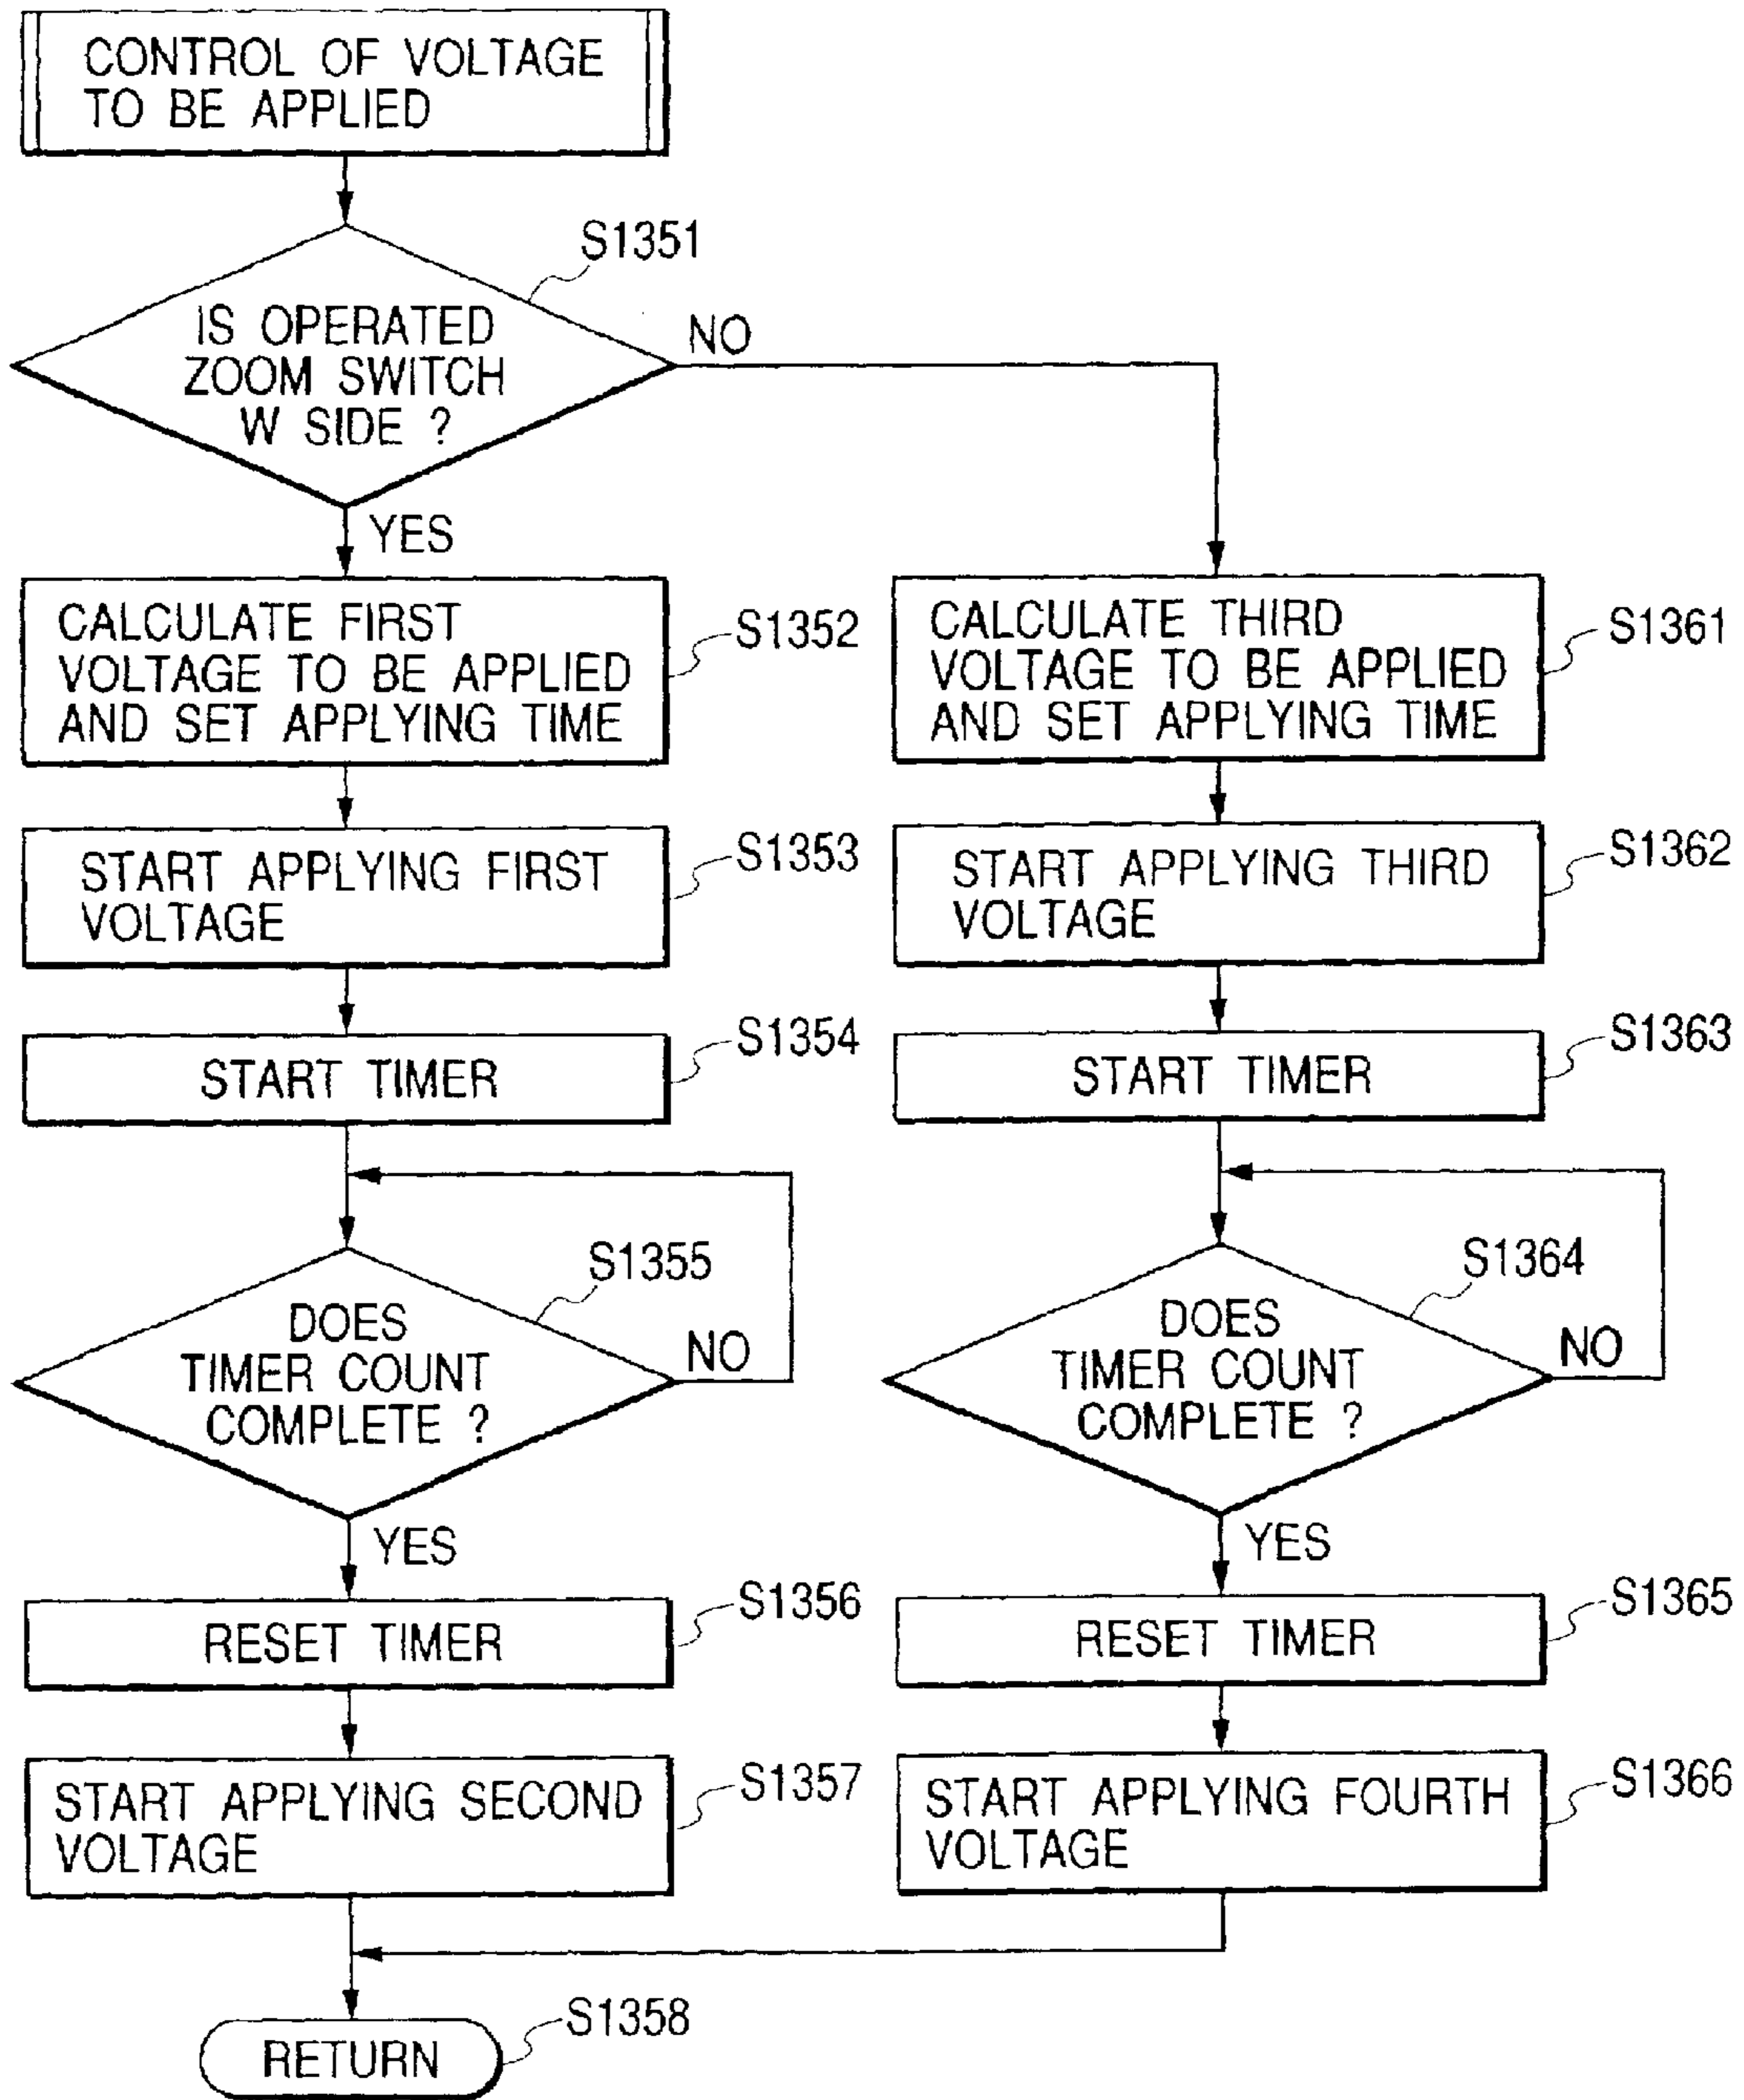 CONTROL OF VOLTAGE
TO BE APPLIED
S1351
IS OPERATED
ZOOM SWITCH
W SIDE ?
NO
YES
CALCULATE FIRST
VOLTAGE TO BE APPLIED
AND SET APPLYING TIME
S1352
CALCULATE THIRD
VOLTAGE TO BE APPLIED
AND SET APPLYING TIME
S1361
START APPLYING FIRST
VOLTAGE
S1353
START APPLYING THIRD
VOLTAGE
S1362
START TIMER
S1354
START TIMER
S1363
S1355
DOES
TIMER COUNT
COMPLETE ?
NO
YES
S1364
DOES
TIMER COUNT
COMPLETE ?
NO
YES
RESET TIMER
S1356
RESET TIMER
S1365
START APPLYING SECOND
VOLTAGE
S1357
START APPLYING FOURTH
VOLTAGE
S1366
RETURN
S1358